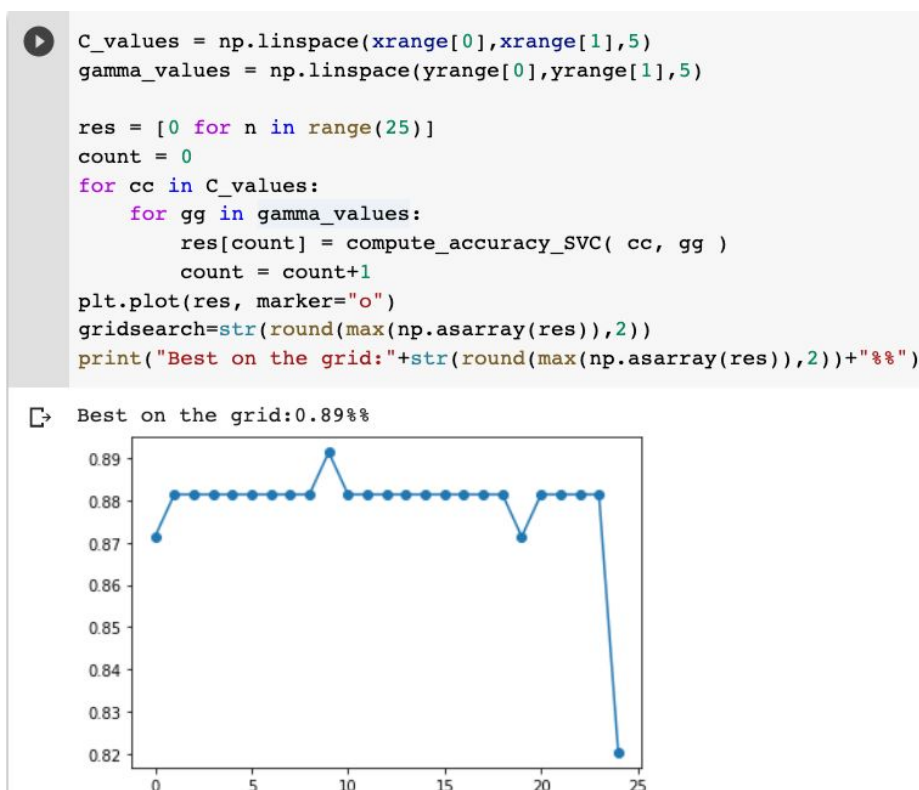 C_values = np.linspace(xrange[0],xrange[1],5)
gamma_values = np.linspace(yrange[0],yrange[1],5)
res = [0 for n in range(25)]
count = 0
for cc in C_values:
    for gg in gamma_values:
        res[count] = compute_accuracy_SVC( cc, gg )
        count = count+1
plt.plot(res, marker="o")
gridsearch=str(round(max(np.asarray(res)),2))
print("Best on the grid:"+str(round(max(np.asarray(res)),2))+"%%")
Best on the grid:0.89%%
0.89
0.88
0.87
0.86
0.85
0.84
0.83
0.82
0 5 10 15 20 25